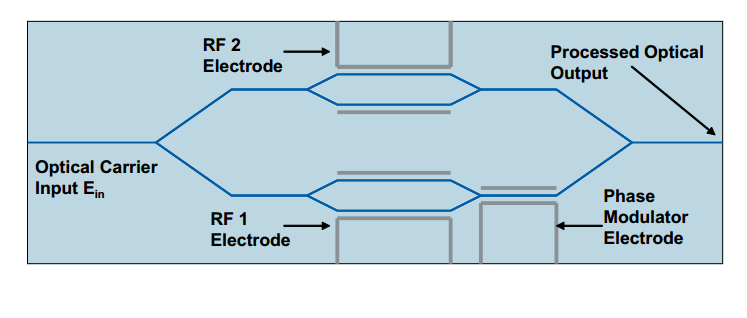 RF 2
Electrode
Processed Optical
Output
Optical Carrier
Input Ein
RF 1
Electrode
Phase
Modulator
Electrode